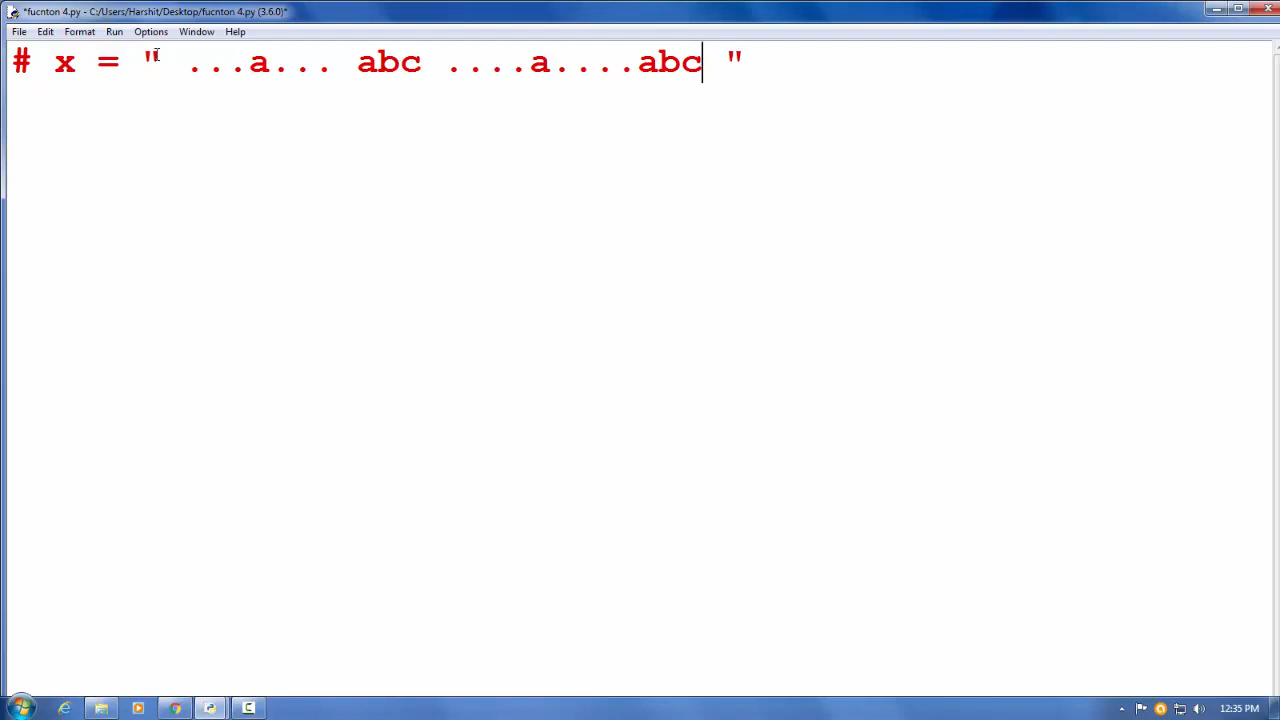 *fucnton 4.py - C:/Users/Harshit/Desktop/fucnton 4.py (3.6.0)*
File Edit Format Run Options Window Help
# x = " ...a... abc ....a....abc "
12:35 PM